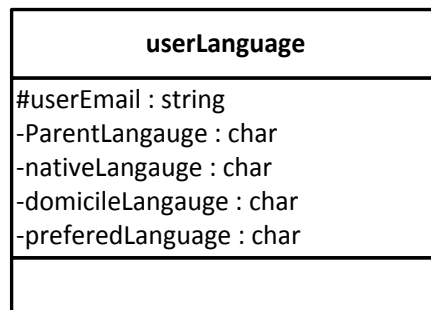 userLanguage
#userEmail : string
-ParentLangauge : char
-nativeLangauge : char
-domicileLangauge : char
-preferedLanguage : char